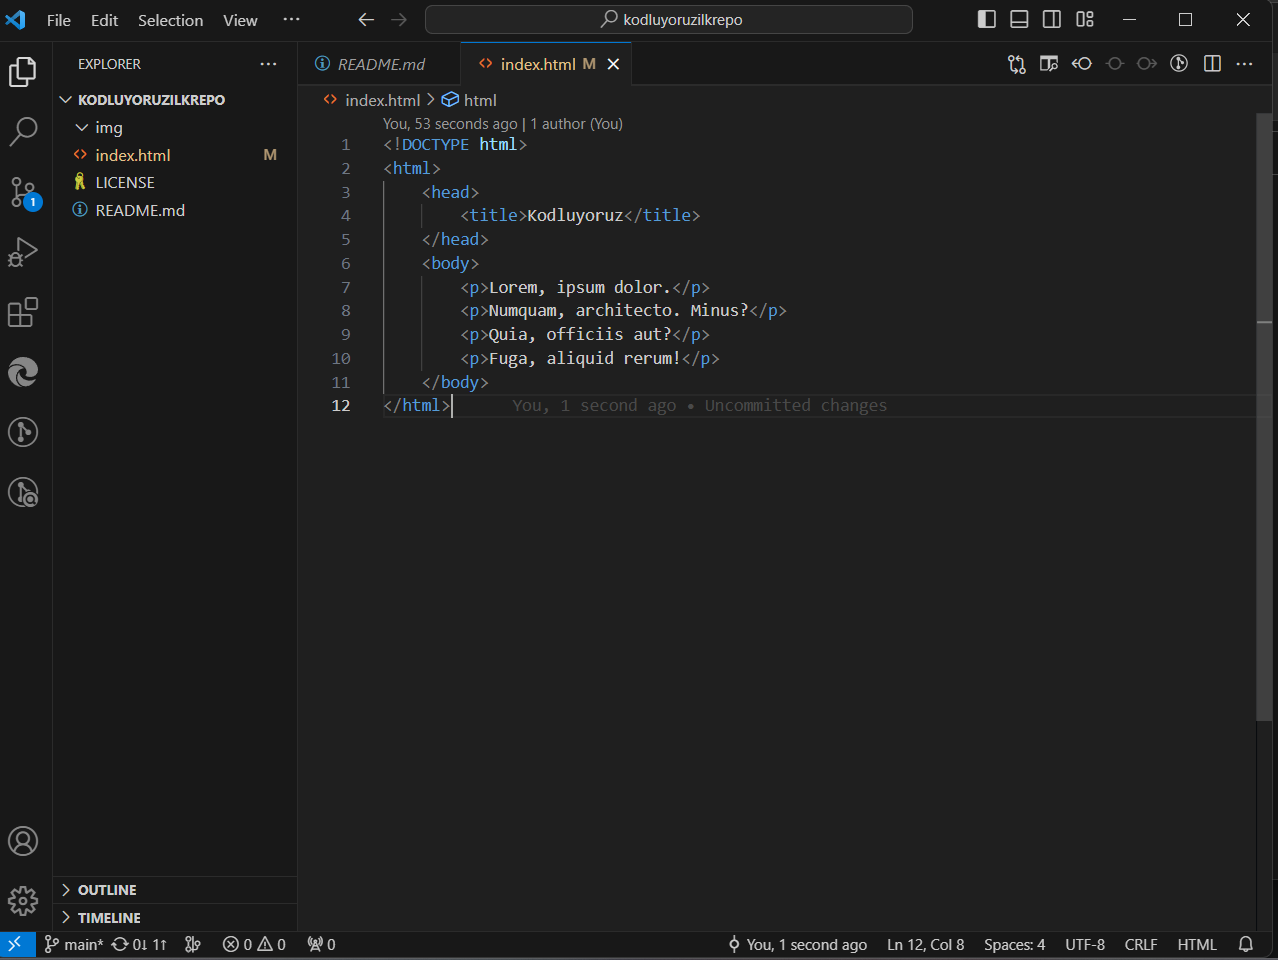 File Edit Selection View ··· kodluyoruzilkrepo
EXPLORER ···
KODLUYORUZILKREPO
img
index.html M
LICENSE
README.md
OUTLINE
TIMELINE
README.md index.html M
index.html > html
You, 53 seconds ago | 1 author (You)
1 <!DOCTYPE html>
2 <html>
3 <head>
4 <title>Kodluyoruz</title>
5 </head>
6 <body>
7 <p>Lorem, ipsum dolor.</p>
8 <p>Numquam, architecto. Minus?</p>
9 <p>Quia, officiis aut?</p>
10 <p>Fuga, aliquid rerum!</p>
11 </body>
12 </html> You, 1 second ago • Uncommitted changes
1
main* 0↓ 1↑ 0 0 0 You, 1 second ago Ln 12, Col 8 Spaces: 4 UTF-8 CRLF HTML